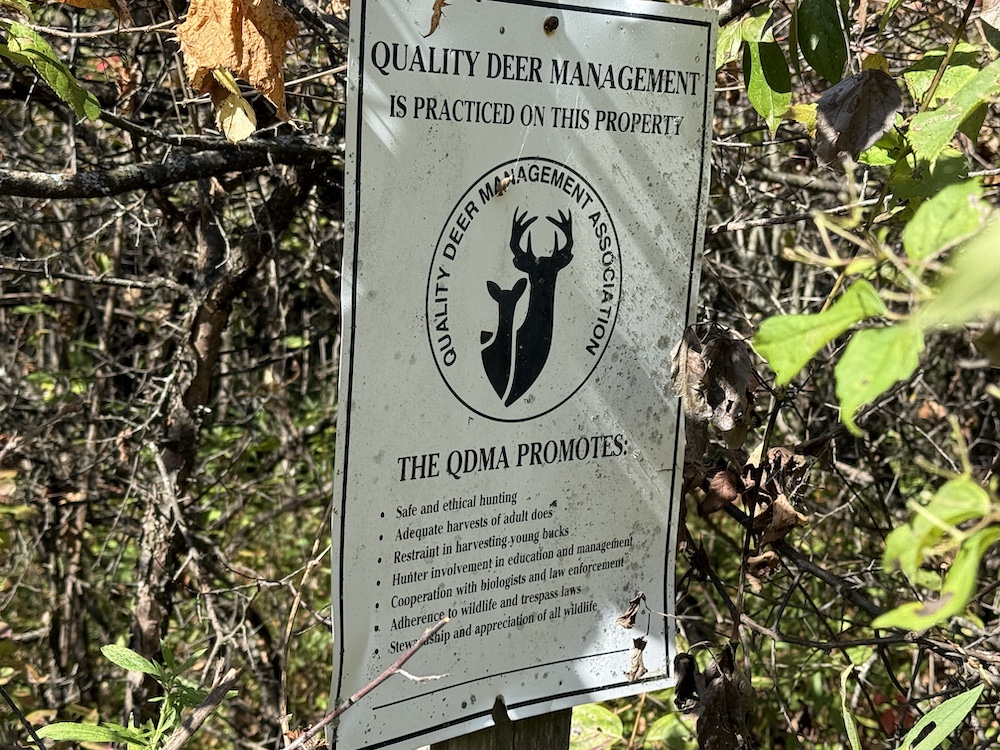 QUALITY DEER MANAGEMENT
IS PRACTICED ON THIS PROPERTY
QUALITY DEER MANAGEMENT ASSOCIATION
TM
THE QDMA PROMOTES:
• Safe and ethical hunting
• Adequate harvests of adult does
• Restraint in harvesting young bucks
• Hunter involvement in education and management
• Cooperation with biologists and law enforcement
• Adherence to wildlife and trespass laws
• Stewardship and appreciation of all wildlife